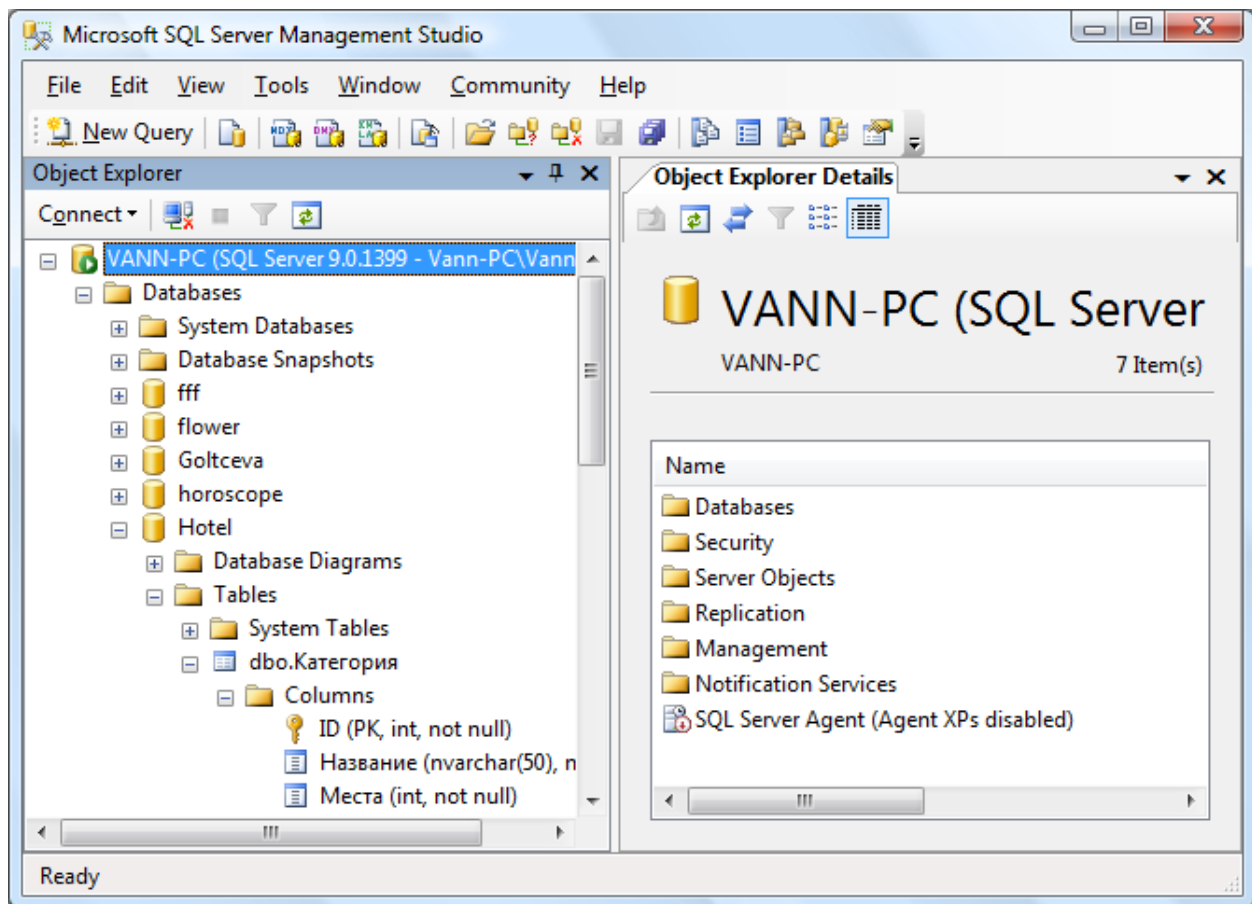 Microsoft SQL Server Management Studio
File Edit View Tools Window Community Help
New Query
Object Explorer
Connect
VANN-PC (SQL Server 9.0.1399 - Vann-PC\Vann
Databases
System Databases
Database Snapshots
fff
flower
Goltceva
horoscope
Hotel
Database Diagrams
Tables
System Tables
dbo.Категория
Columns
ID (PK, int, not null)
Название (nvarchar(50), n
Места (int, not null)
Object Explorer Details
VANN-PC (SQL Server
VANN-PC 7 Item(s)
Name
Databases
Security
Server Objects
Replication
Management
Notification Services
SQL Server Agent (Agent XPs disabled)
Ready